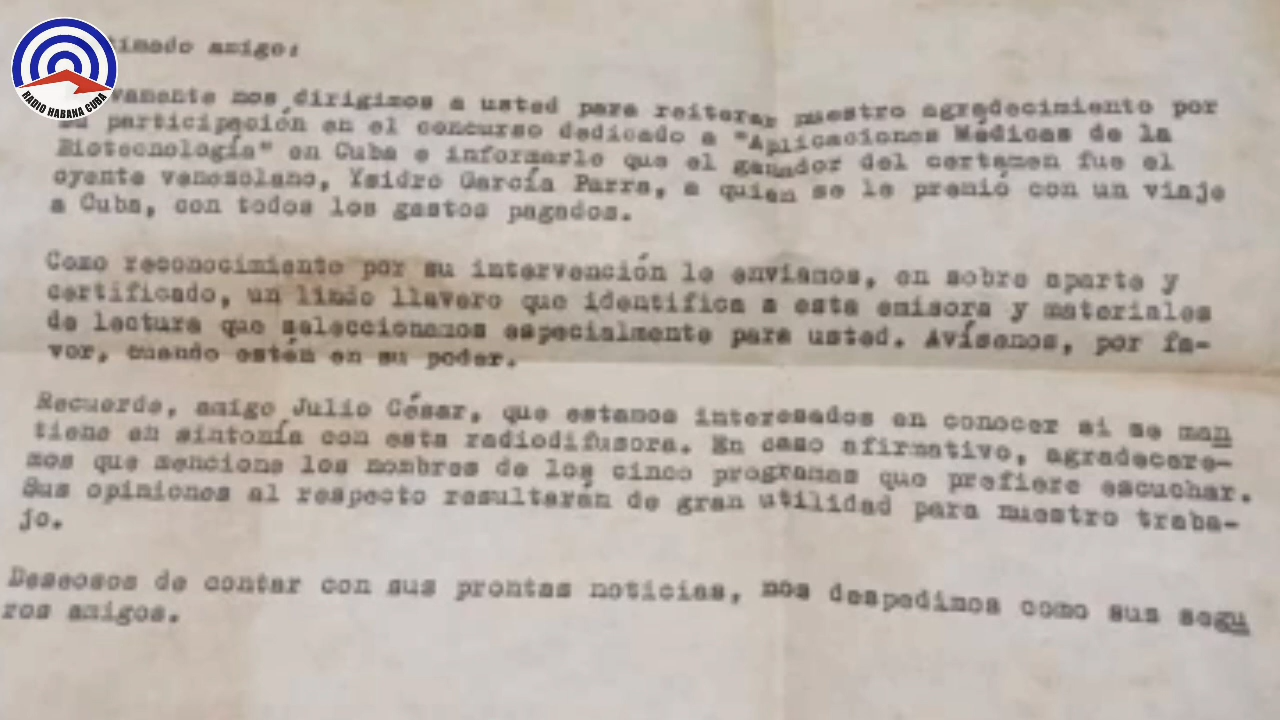 RADIO HABANA CUBA
timado amigo:
vamente nos dirigimos a usted para reiterar nuestro agradecimiento por
su participación en el concurso dedicado a "Aplicaciones Médicas de la
Biotecnología" en Cuba e informarle que el ganador del certamen fue el
oyente venezolano, Ysidro García Parra, a quien se le premió con un viaje
a Cuba, con todos los gastos pagados.
Como reconocimiento por su intervención le enviamos, en sobre aparte y
certificado, un lindo llavero que identifica a esta emisora y materiales
de lectura que seleccionamos especialmente para usted. Avísenos, por fa-
vor, cuando estén en su poder.
Recuerde, amigo Julio César, que estamos interesados en conocer si se man
tiene en sintonía con esta radiodifusora. En caso afirmativo, agradecere-
mos que mencione los nombres de los cinco programas que prefiere escuchar.
Sus opiniones al respecto resultarán de gran utilidad para nuestro traba-
jo.
Deseosos de contar con sus prontas noticias, nos despedimos como sus segu
ros amigos.